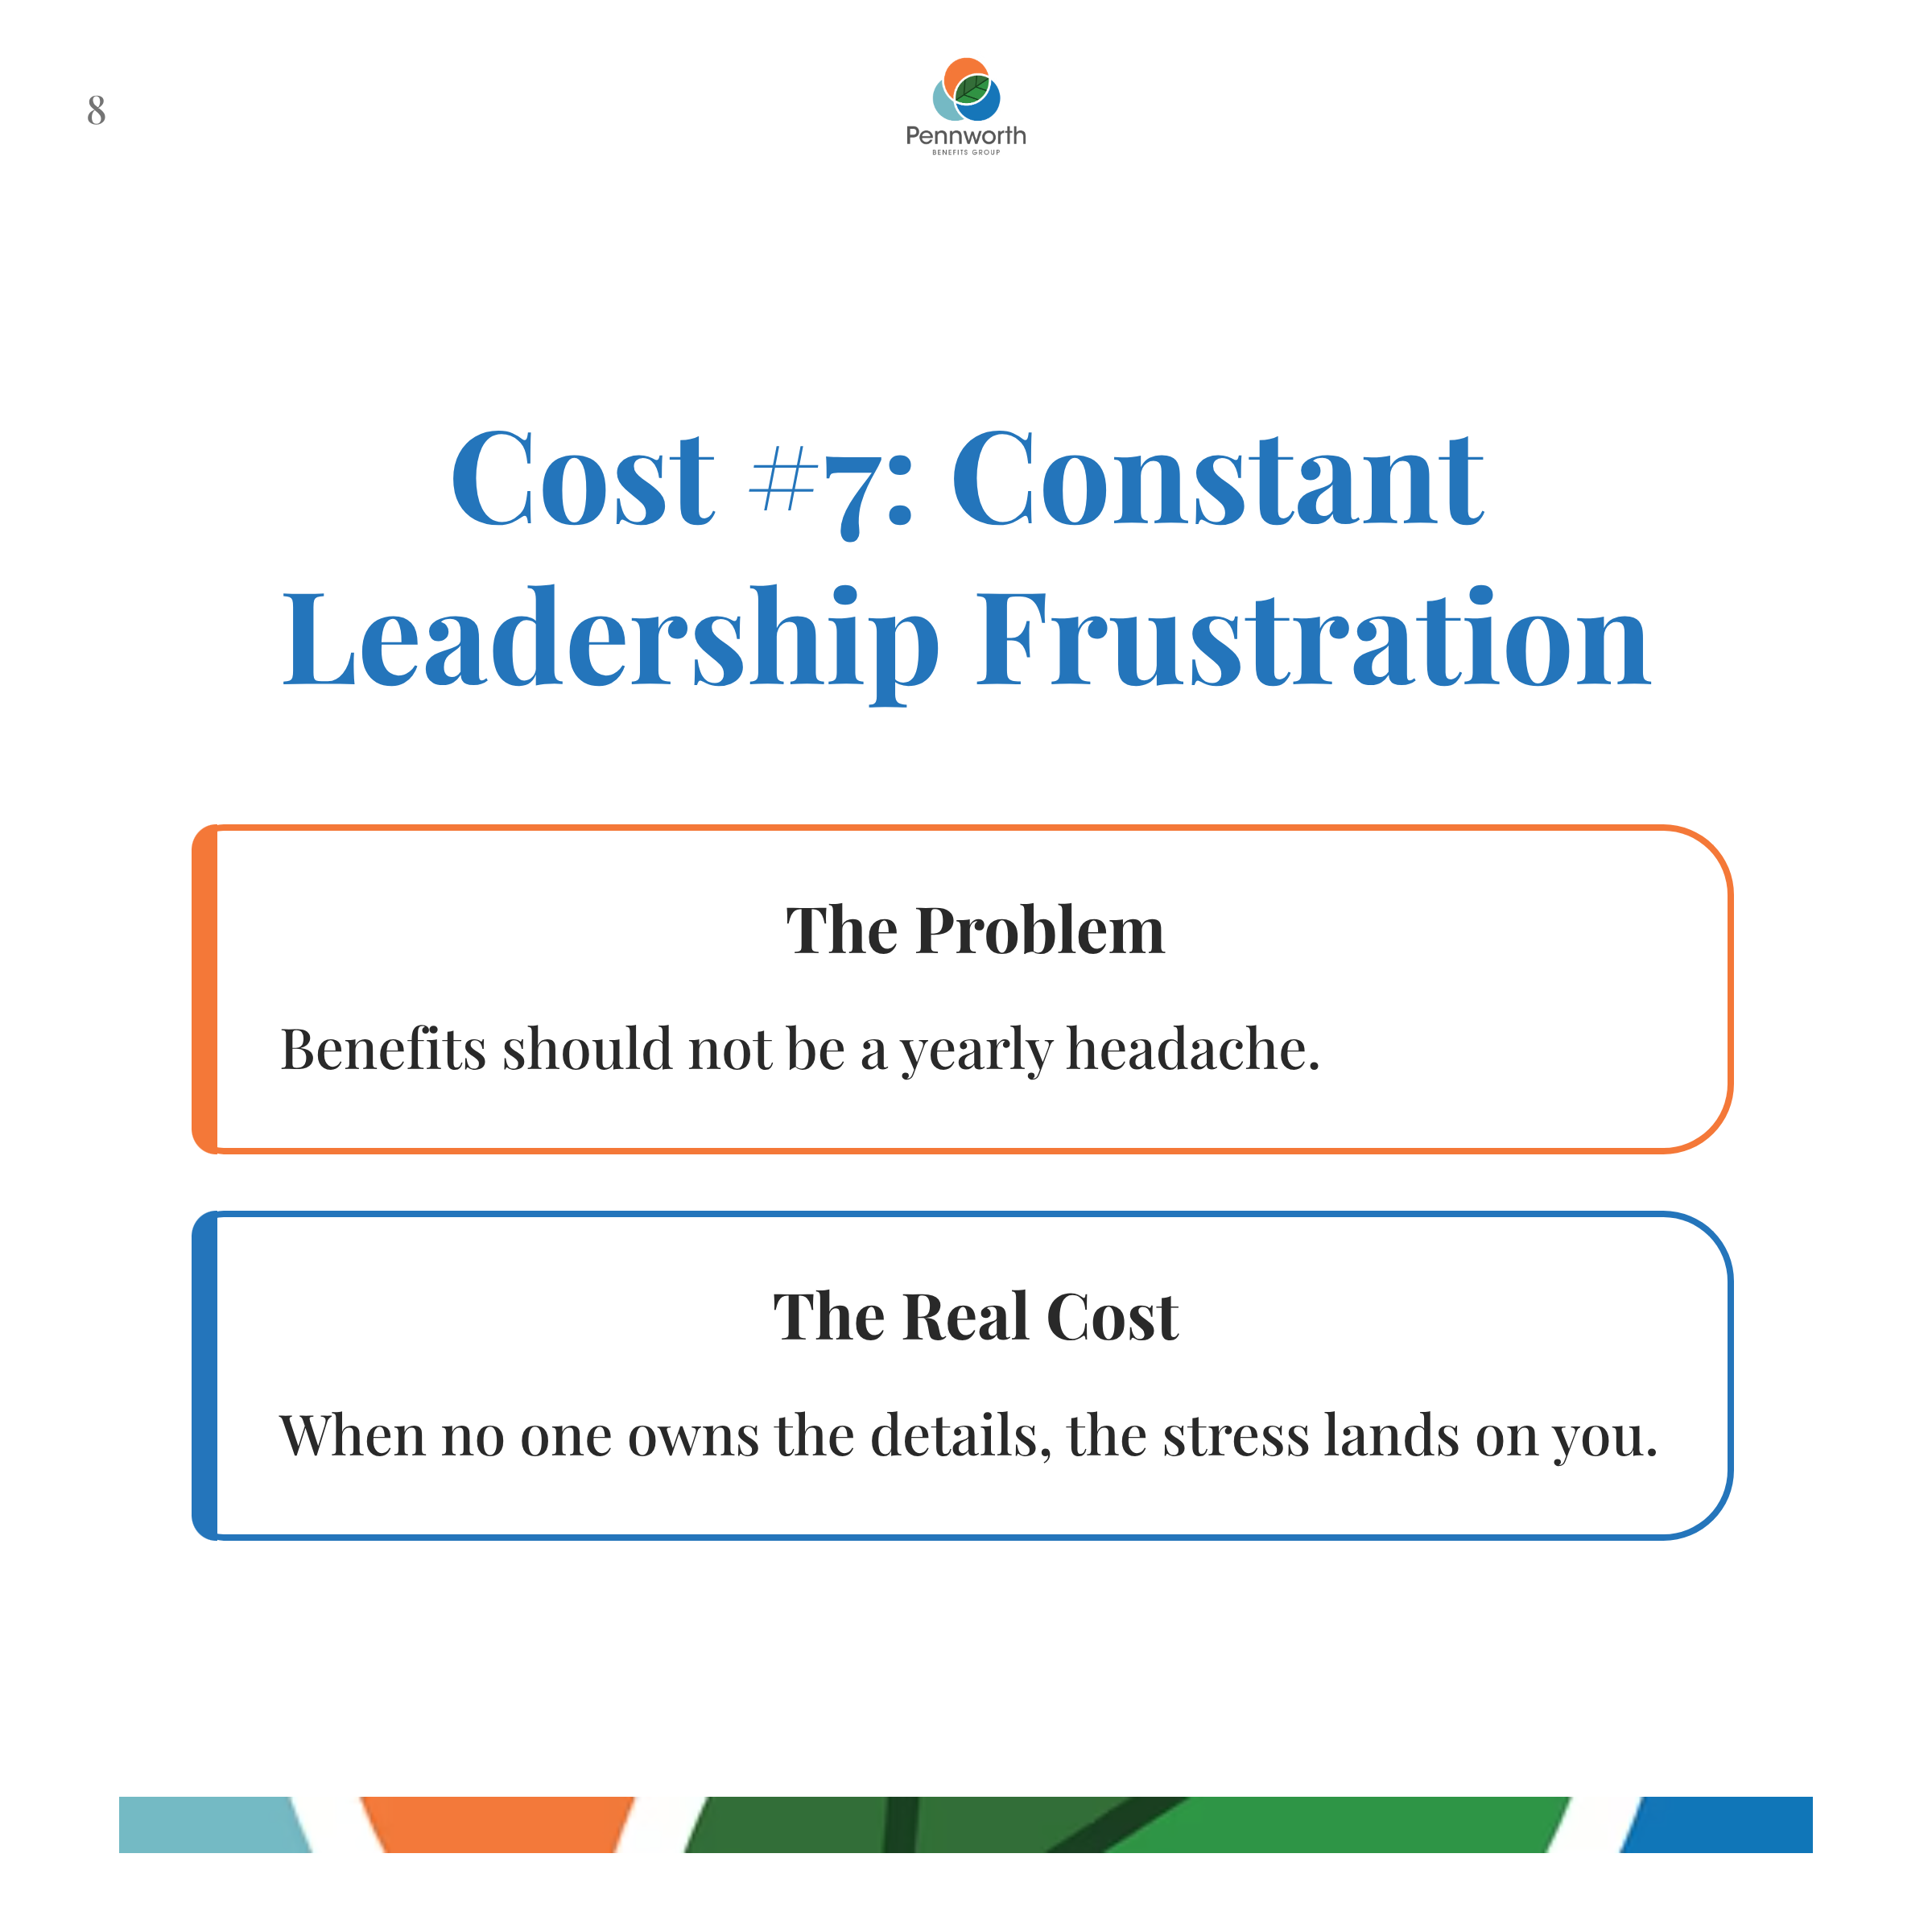 8
Pennworth
BENEFITS GROUP
Cost #7: Constant
Leadership Frustration
The Problem
Benefits should not be a yearly headache.
The Real Cost
When no one owns the details, the stress lands on you.